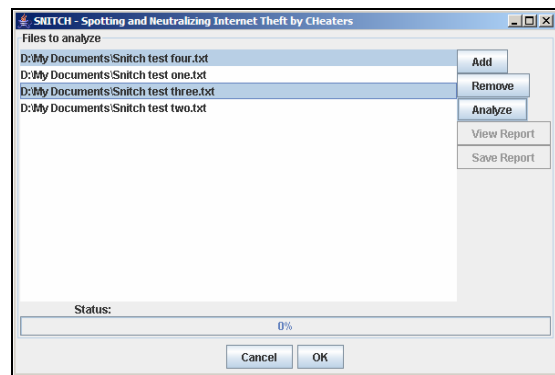 SNITCH - Spotting and Neutralizing Internet Theft by CHeaters
Files to analyze
D:\My Documents\Snitch test four.txt
D:\My Documents\Snitch test one.txt
D:\My Documents\Snitch test three.txt
D:\My Documents\Snitch test two.txt
Add
Remove
Analyze
View Report
Save Report
Status:
0%
Cancel
OK